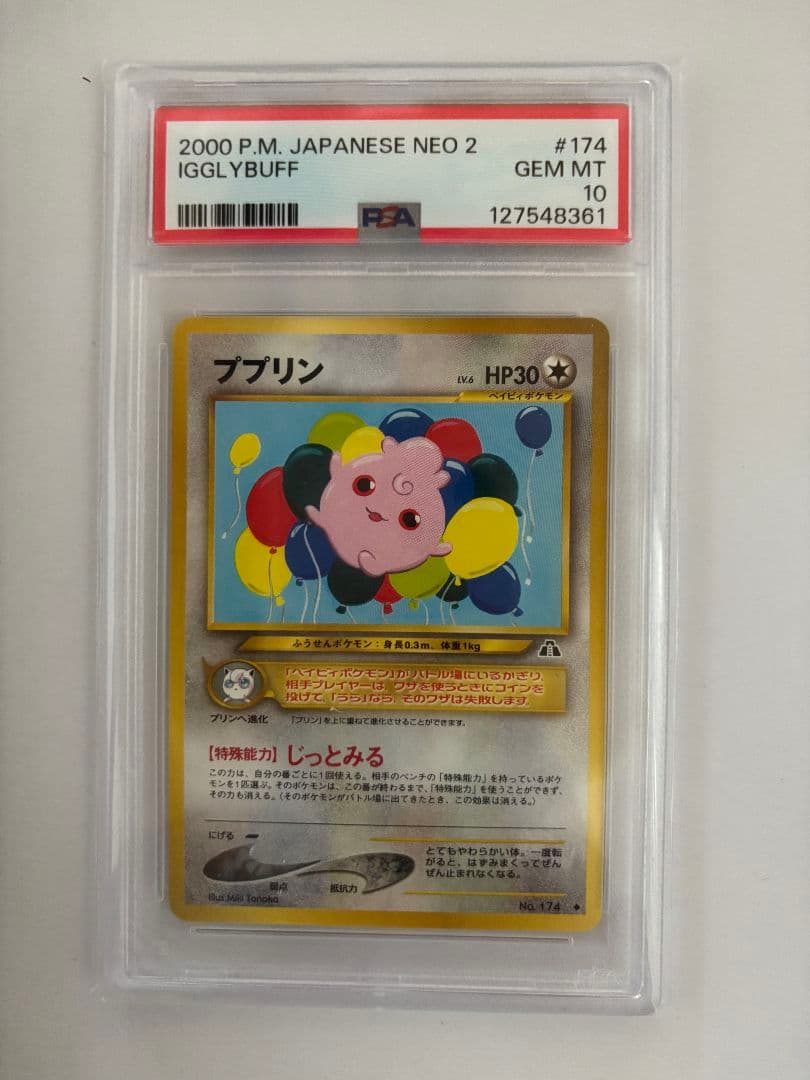 2000 P.M. JAPANESE NEO 2 #174
IGGLYBUFF GEM MT
10
PSA 127548361
ププリン LV.6 HP30
ベイビィポケモン
ふうせんポケモン：身長0.3m、体重1kg
「ベイビィポケモン」がバトル場にいるかぎり、
相手プレイヤーは、ワザを使うときにコインを
投げて、「うら」なら、そのワザは失敗します。
プリンへ進化 「プリン」を上に重ねて進化させることができます。
【特殊能力】じっとみる
この力は、自分の番ごとに1回使える。相手のベンチの「特殊能力」を持っているポケ
モンを1匹選ぶ。そのポケモンは、この番が終わるまで、「特殊能力」を使うことができず、
その力も消える。（そのポケモンがバトル場に出てきたとき、この効果は消える。）
にげる
弱点 抵抗力
とてもやわらかい体。一度転
がると、はずみまくってぜん
ぜん止まれなくなる。
Illus. Miki Tanaka
No. 174